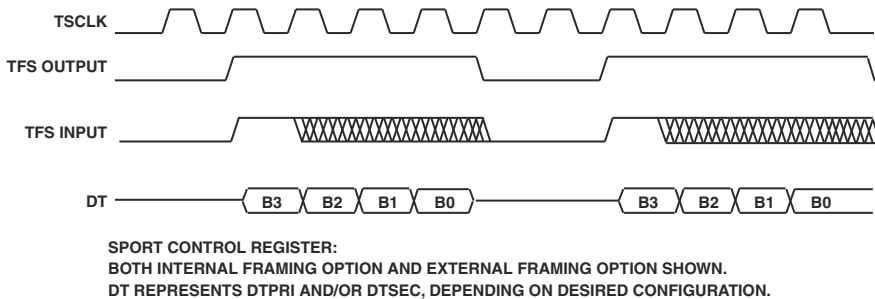 TSCLK
TFS OUTPUT
TFS INPUT
DT B3 B2 B1 B0 B3 B2 B1 B0
SPORT CONTROL REGISTER:
BOTH INTERNAL FRAMING OPTION AND EXTERNAL FRAMING OPTION SHOWN.
DT REPRESENTS DTPRI AND/OR DTSEC, DEPENDING ON DESIRED CONFIGURATION.